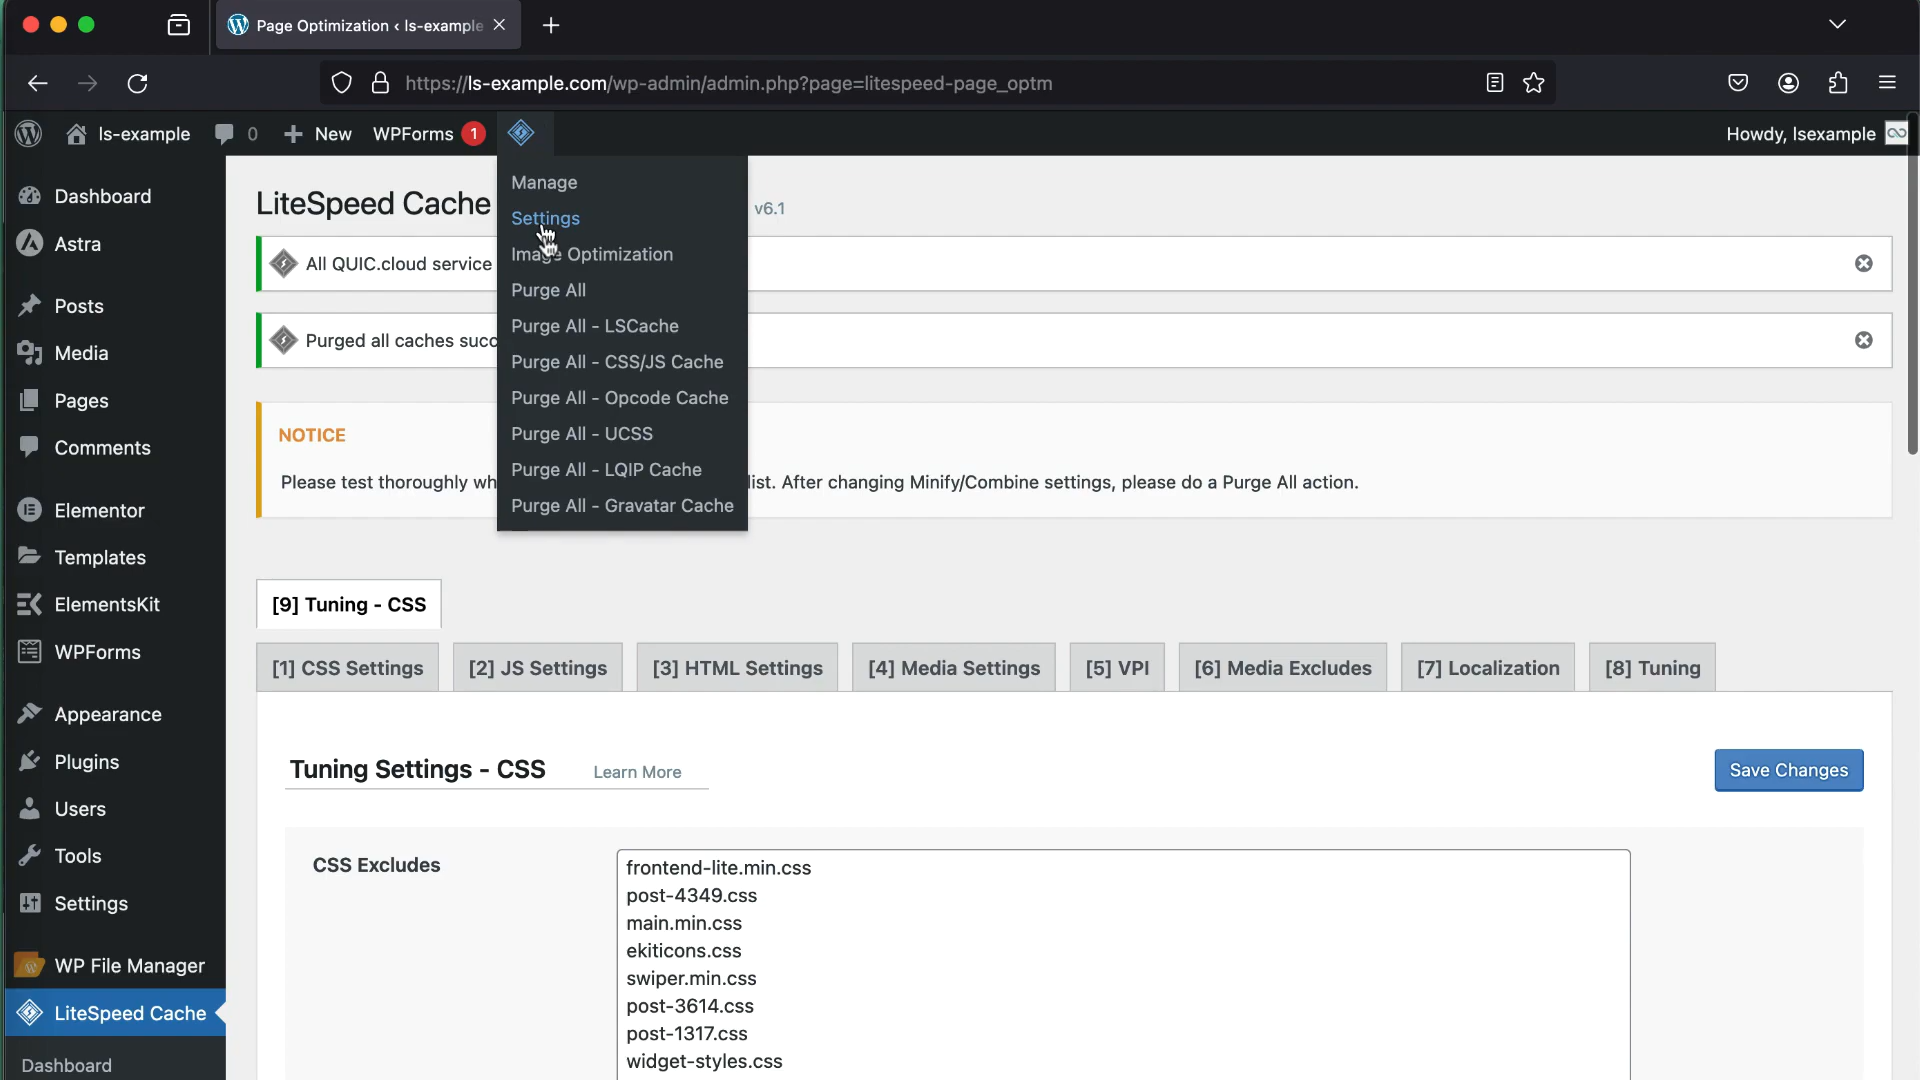 Page Optimization ‹ ls-example
https://ls-example.com/wp-admin/admin.php?page=litespeed-page_optm
ls-example
0
New
WPForms 1
Howdy, lsexample
Dashboard
Astra
Posts
Media
Pages
Comments
Elementor
Templates
ElementsKit
WPForms
Appearance
Plugins
Users
Tools
Settings
WP File Manager
LiteSpeed Cache
Dashboard
Manage
Settings
Image Optimization
Purge All
Purge All - LSCache
Purge All - CSS/JS Cache
Purge All - Opcode Cache
Purge All - UCSS
Purge All - LQIP Cache
Purge All - Gravatar Cache
LiteSpeed Cache
v6.1
All QUIC.cloud service
Purged all caches succ
NOTICE
Please test thoroughly wh
list. After changing Minify/Combine settings, please do a Purge All action.
[9] Tuning - CSS
[1] CSS Settings
[2] JS Settings
[3] HTML Settings
[4] Media Settings
[5] VPI
[6] Media Excludes
[7] Localization
[8] Tuning
Tuning Settings - CSS
Learn More
Save Changes
CSS Excludes
frontend-lite.min.css
post-4349.css
main.min.css
ekiticons.css
swiper.min.css
post-3614.css
post-1317.css
widget-styles.css